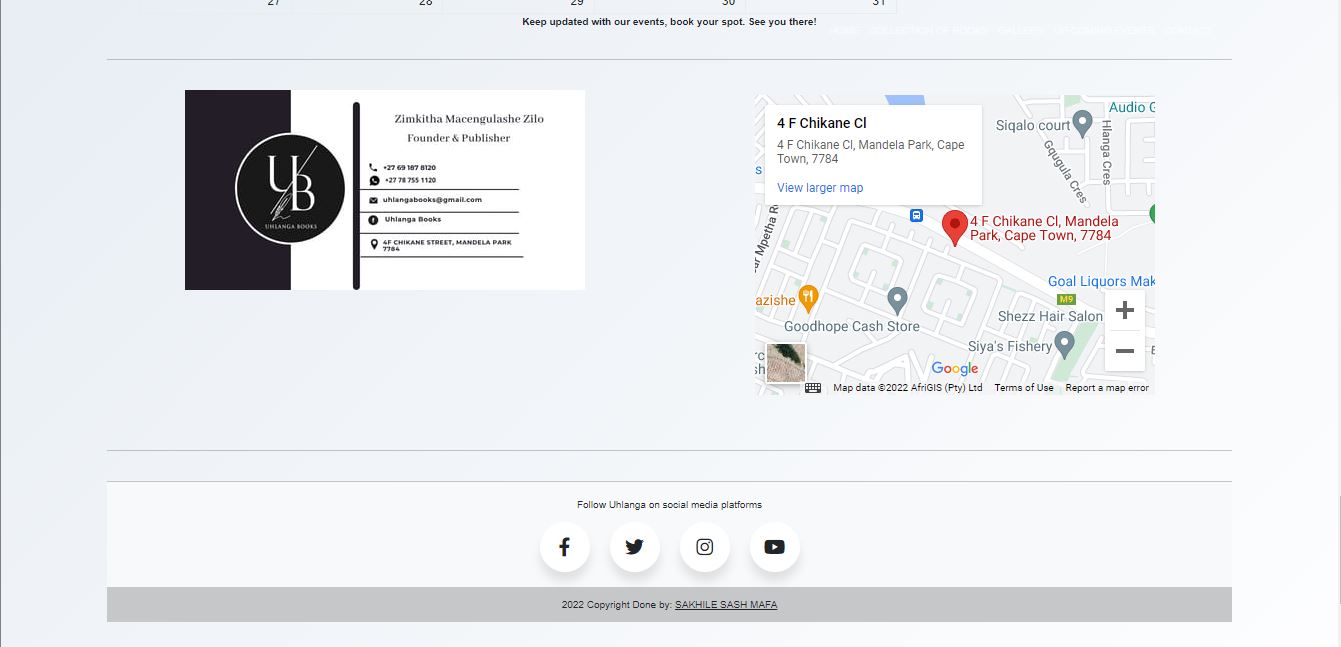 27 28 29 30 31
Keep updated with our events, book your spot. See you there!
HOME COLLECTION OF BOOKS GALLERY UPCOMING EVENTS CONTACT
Zimkitha Macengulashe Zilo
Founder & Publisher
+27 69 187 8120
+27 78 755 1120
uhlangabooks@gmail.com
Uhlanga Books
4F CHIKANE STREET, MANDELA PARK
7784
UB
UHLANGA BOOKS
4 F Chikane Cl
4 F Chikane Cl, Mandela Park, Cape
Town, 7784
View larger map
Audio G
Siqalo court
Hlanga Cres
Gqugula Cres
s
ar Mpetha R
4 F Chikane Cl, Mandela
Park, Cape Town, 7784
Goal Liquors Mak
M9
azishe
Shezz Hair Salon
Goodhope Cash Store
Siya's Fishery
rc
sh
E
Google
Map data ©2022 AfriGIS (Pty) Ltd
Terms of Use
Report a map error
Follow Uhlanga on social media platforms
2022 Copyright Done by: SAKHILE SASH MAFA